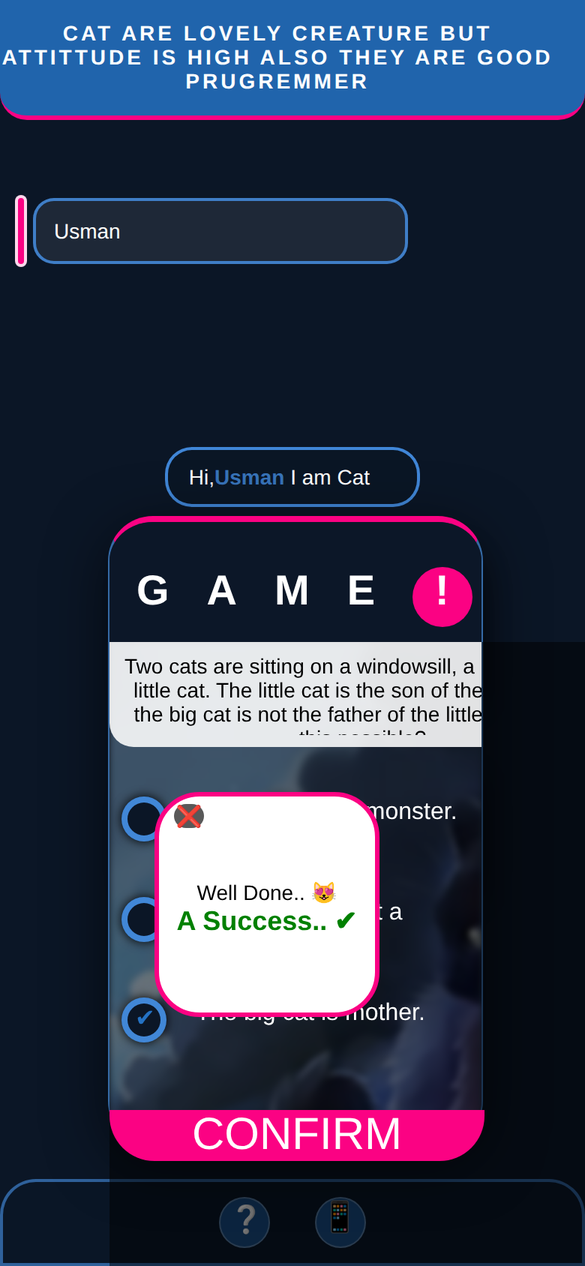 CAT ARE LOVELY CREATURE BUT
ATTITTUDE IS HIGH ALSO THEY ARE GOOD
PRUGREMMER
Usman
Hi,Usman I am Cat
G A M E !
Two cats are sitting on a windowsill, a
little cat. The little cat is the son of the
the big cat is not the father of the little
this possible?
monster.
Well Done.. 😻
A Success.. ✔
a
The big cat is mother.
CONFIRM